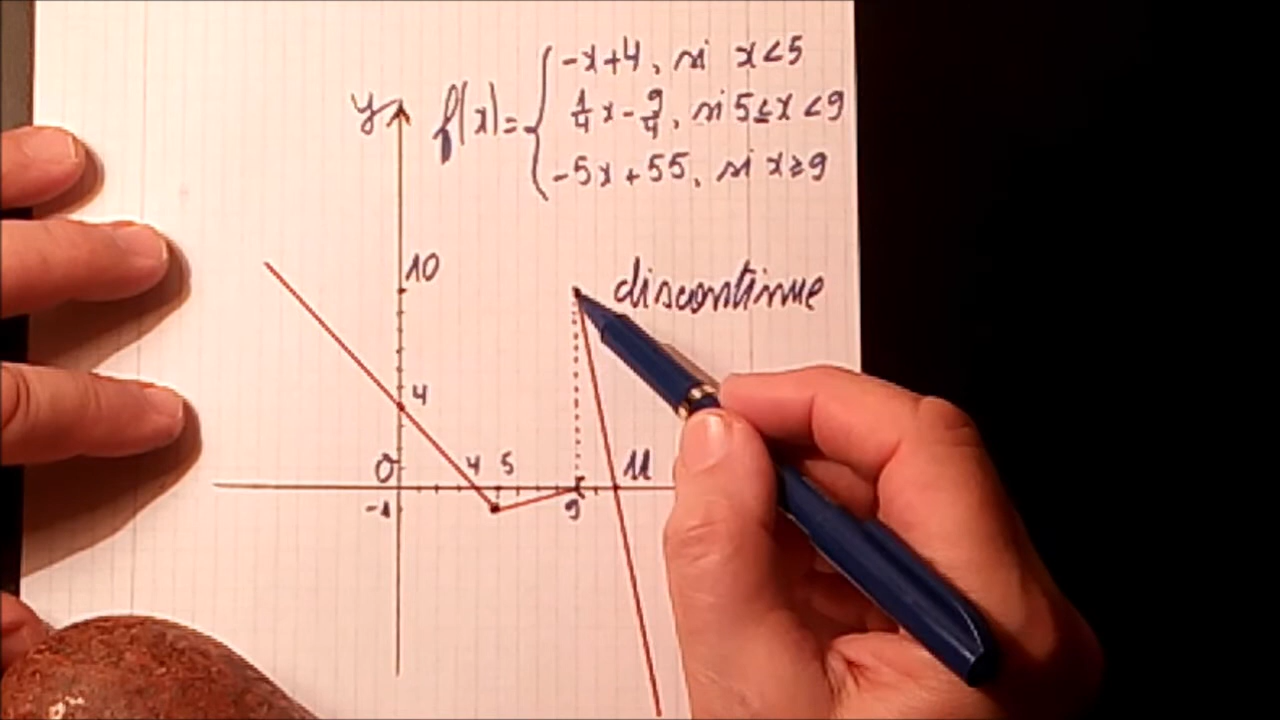 f(x) = { -x+4, si x<5
1/4 x - 9/4, si 5≤x<9
-5x+55, si x≥9
y
10
discontinue
4
0 4 5 11
-1 9